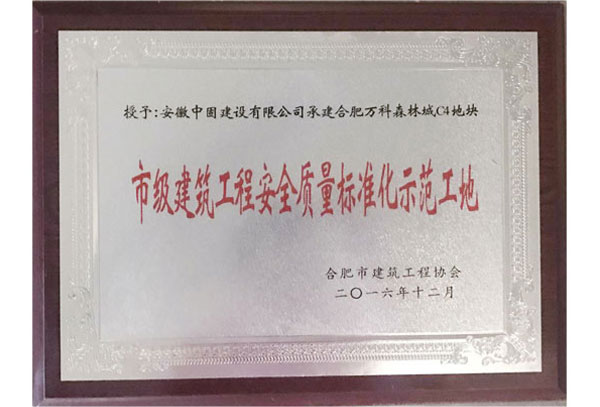 授予:安徽中固建设有限公司承建合肥万科森林城C4地块
市级建筑工程安全质量标准化示范工地
合肥市建筑工程协会
二〇一六年十二月